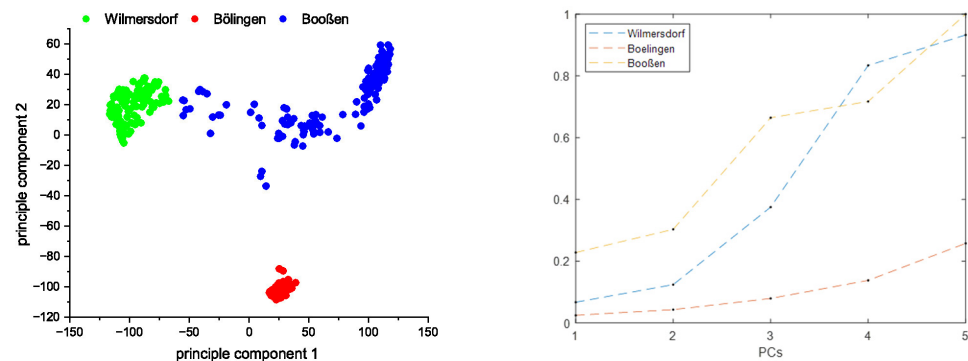 Wilmersdorf Bölingen Booßen
principle component 2
60
40
20
0
−20
−40
−60
−80
−100
−120
−150 −100 −50 0 50 100 150
principle component 1
1
0.8
0.6
0.4
0.2
0
Wilmersdorf
Boelingen
Booßen
1 2 3 4 5
PCs